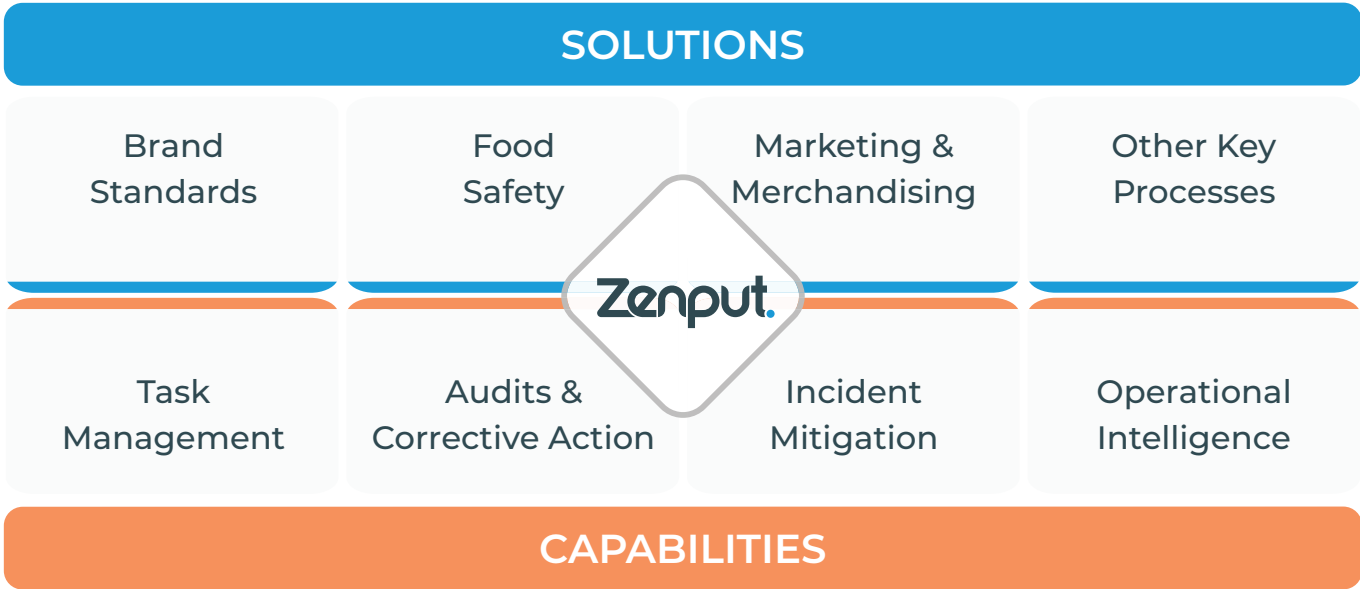 SOLUTIONS
Brand
Standards
Food
Safety
Marketing &
Merchandising
Other Key
Processes
Zenput.
Task
Management
Audits &
Corrective Action
Incident
Mitigation
Operational
Intelligence
CAPABILITIES